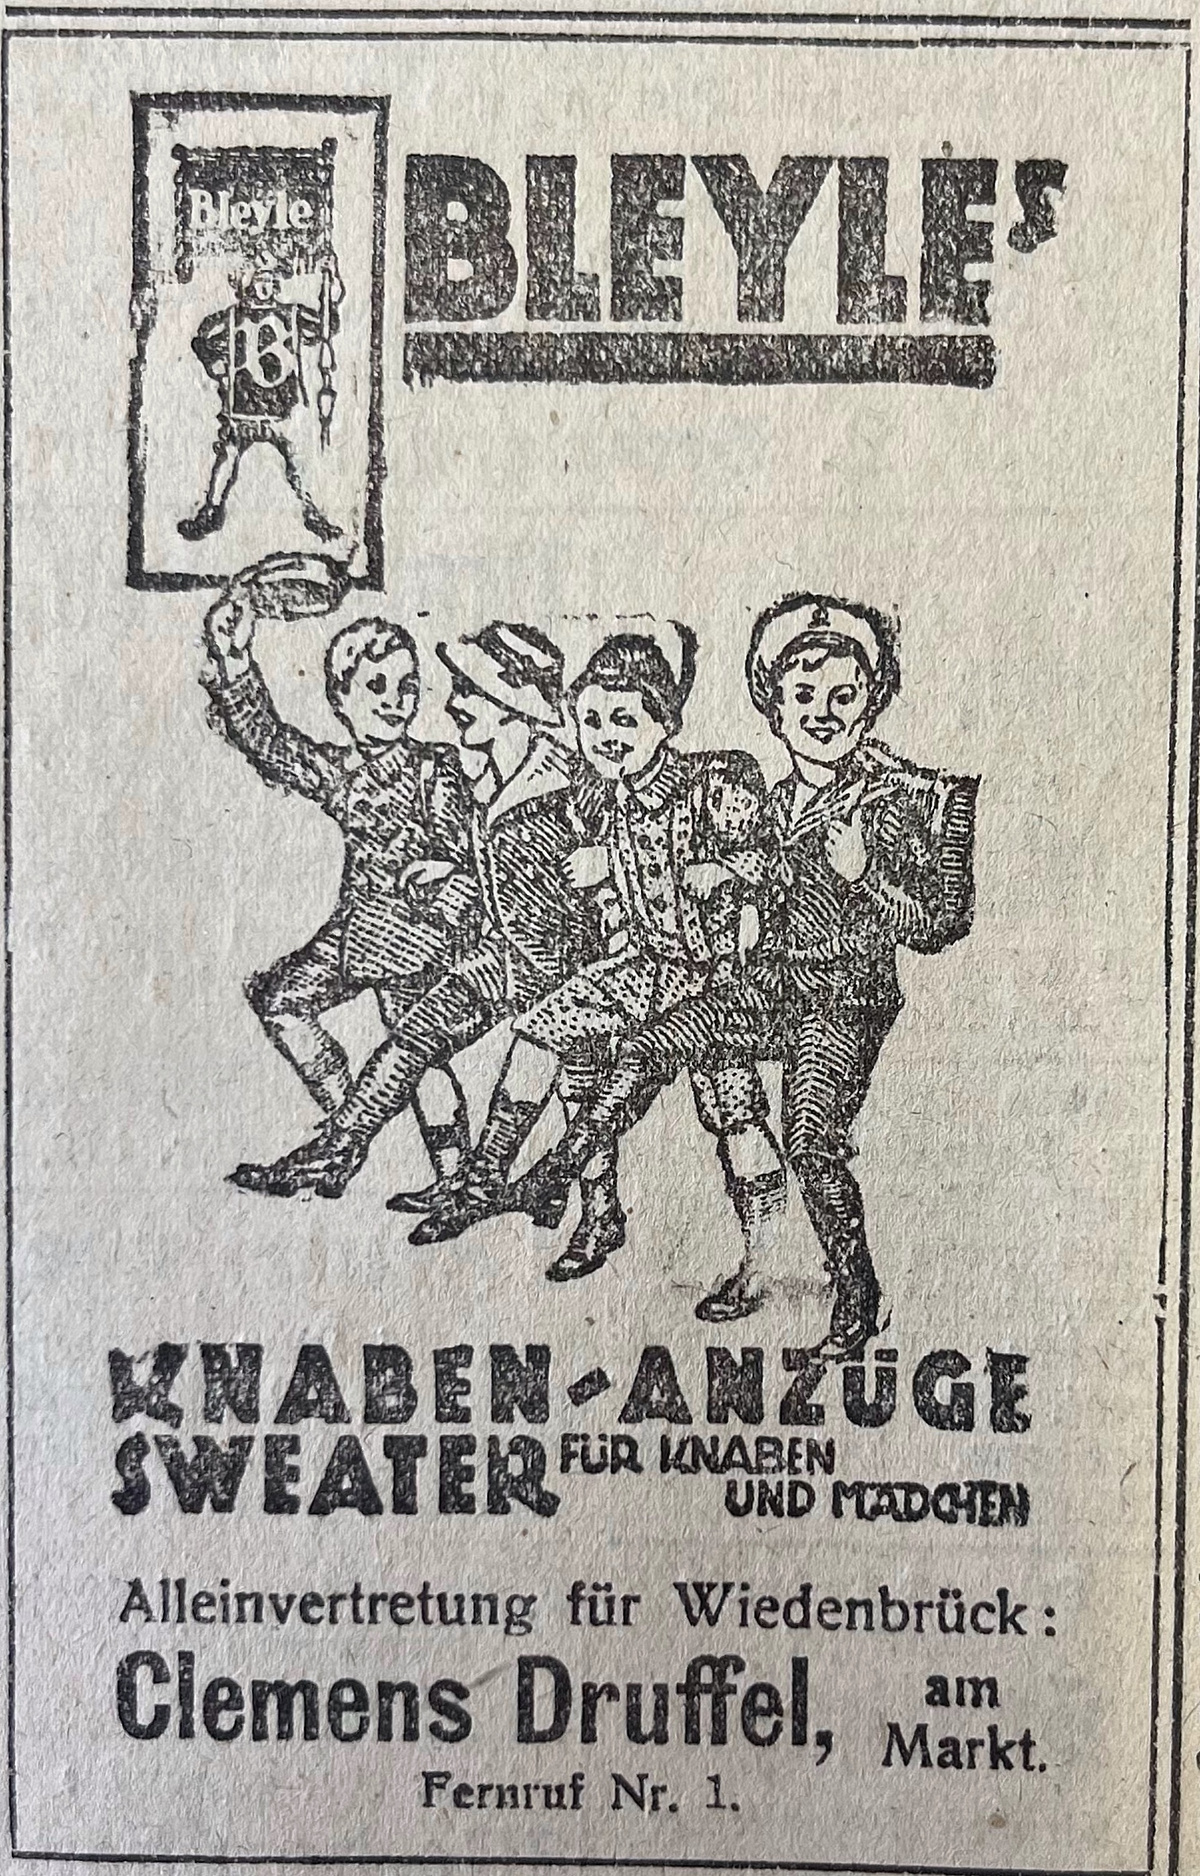 Bleyle
B
BLEYLE'S
KNABEN-ANZÜGE
SWEATER FÜR KNABEN
UND MÄDCHEN
Alleinvertretung für Wiedenbrück:
Clemens Druffel, am
Markt.
Fernruf Nr. 1.